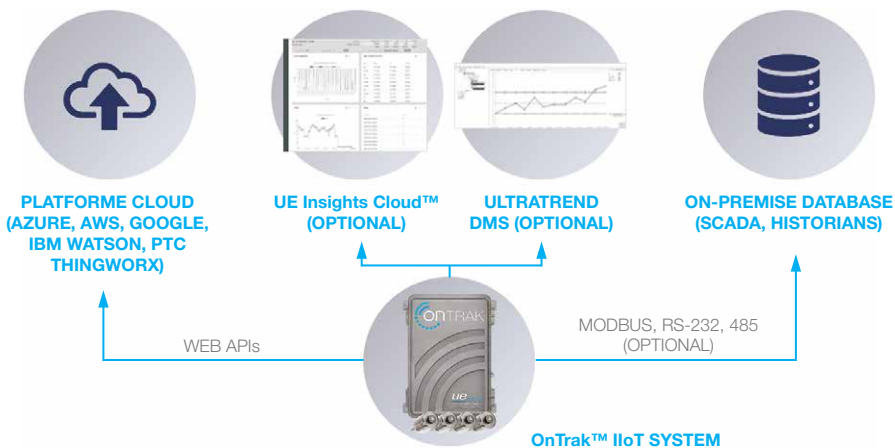 PLATFORME CLOUD
(AZURE, AWS, GOOGLE,
IBM WATSON, PTC
THINGWORX)
UE Insights Cloud™
(OPTIONAL)
ULTRATREND
DMS (OPTIONAL)
ON-PREMISE DATABASE
(SCADA, HISTORIANS)
WEB APIs
ONTRAK
MODBUS, RS-232, 485
(OPTIONAL)
OnTrak™ IIoT SYSTEM